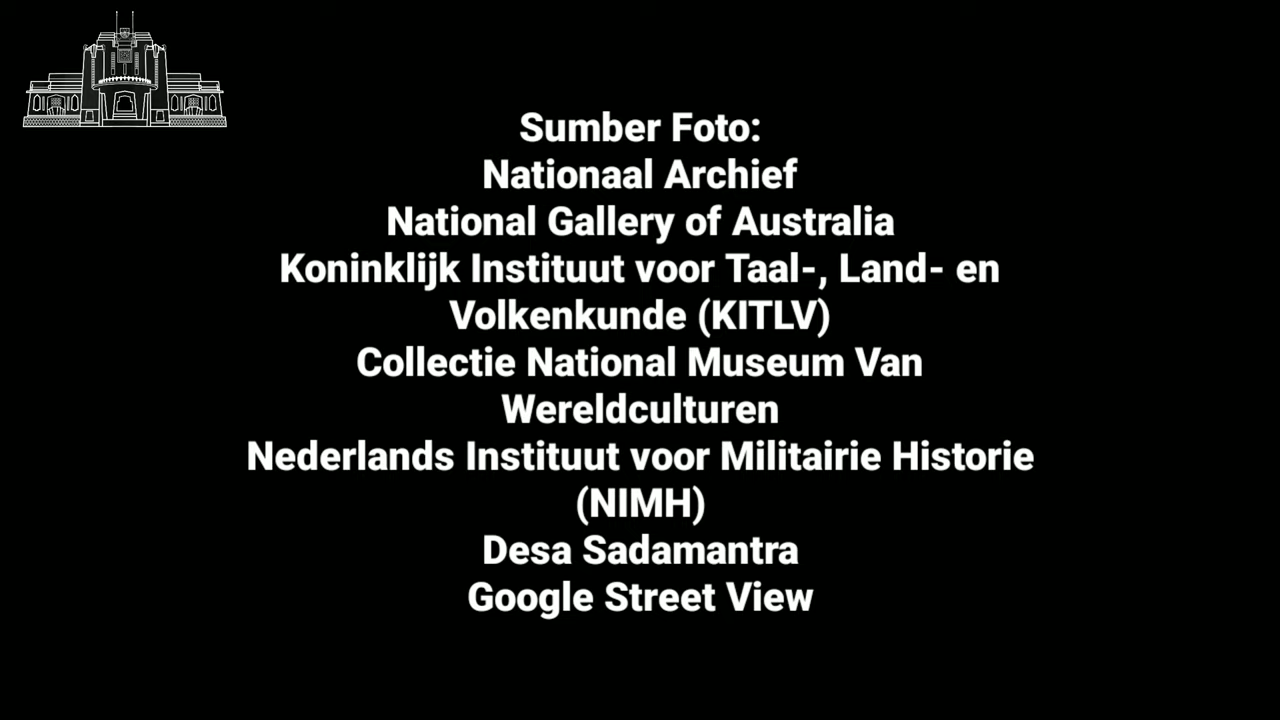 Sumber Foto:
Nationaal Archief
National Gallery of Australia
Koninklijk Instituut voor Taal-, Land- en
Volkenkunde (KITLV)
Collectie National Museum Van
Wereldculturen
Nederlands Instituut voor Militairie Historie
(NIMH)
Desa Sadamantra
Google Street View